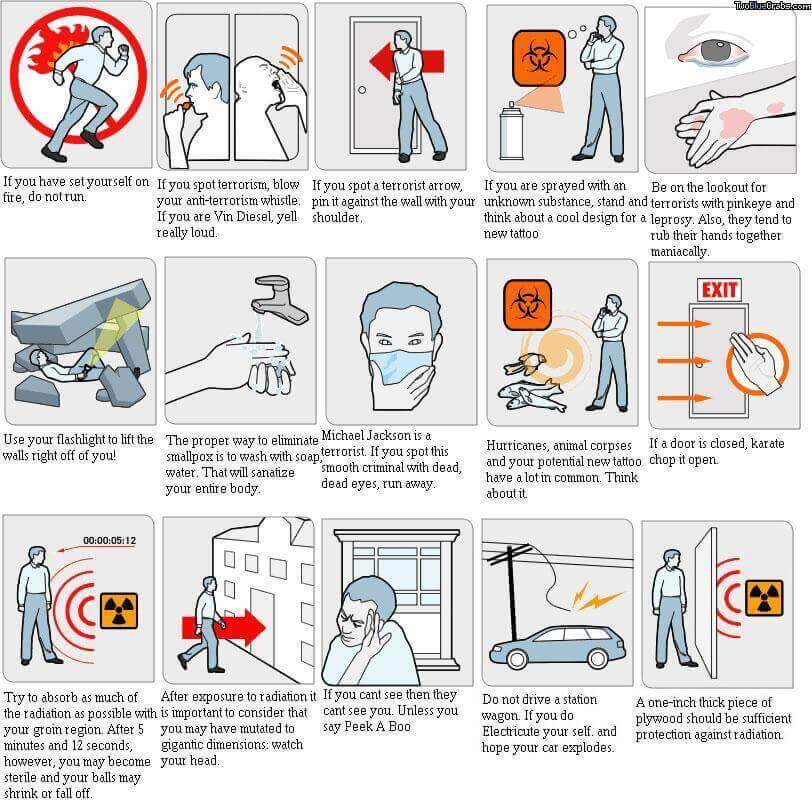 TwoBlueGrabs.com
If you have set yourself on
fire, do not run.
If you spot terrorism, blow
your anti-terrorism whistle.
If you are Vin Diesel, yell
really loud.
If you spot a terrorist arrow,
pin it against the wall with your
shoulder.
If you are sprayed with an
unknown substance, stand and
think about a cool design for a
new tattoo
Be on the lookout for
terrorists with pinkeye and
leprosy. Also, they tend to
rub their hands together
maniacally.
Use your flashlight to lift the
walls right off of you!
The proper way to eliminate
smallpox is to wash with soap,
water. That will sanatize
your entire body.
Michael Jackson is a
terrorist. If you spot this
smooth criminal with dead,
dead eyes, run away.
Hurricanes, animal corpses
and your potential new tattoo
have a lot in common. Think
about it.
EXIT
If a door is closed, karate
chop it open.
00:00:05:12
Try to absorb as much of
the radiation as possible with
your groin region. After 5
minutes and 12 seconds,
however, you may become
sterile and your balls may
shrink or fall off.
After exposure to radiation it
is important to consider that
you may have mutated to
gigantic dimensions: watch
your head.
If you cant see then they
cant see you. Unless you
say Peek A Boo
Do not drive a station
wagon. If you do
Electricute your self. and
hope your car explodes.
A one-inch thick piece of
plywood should be sufficient
protection against radiation.